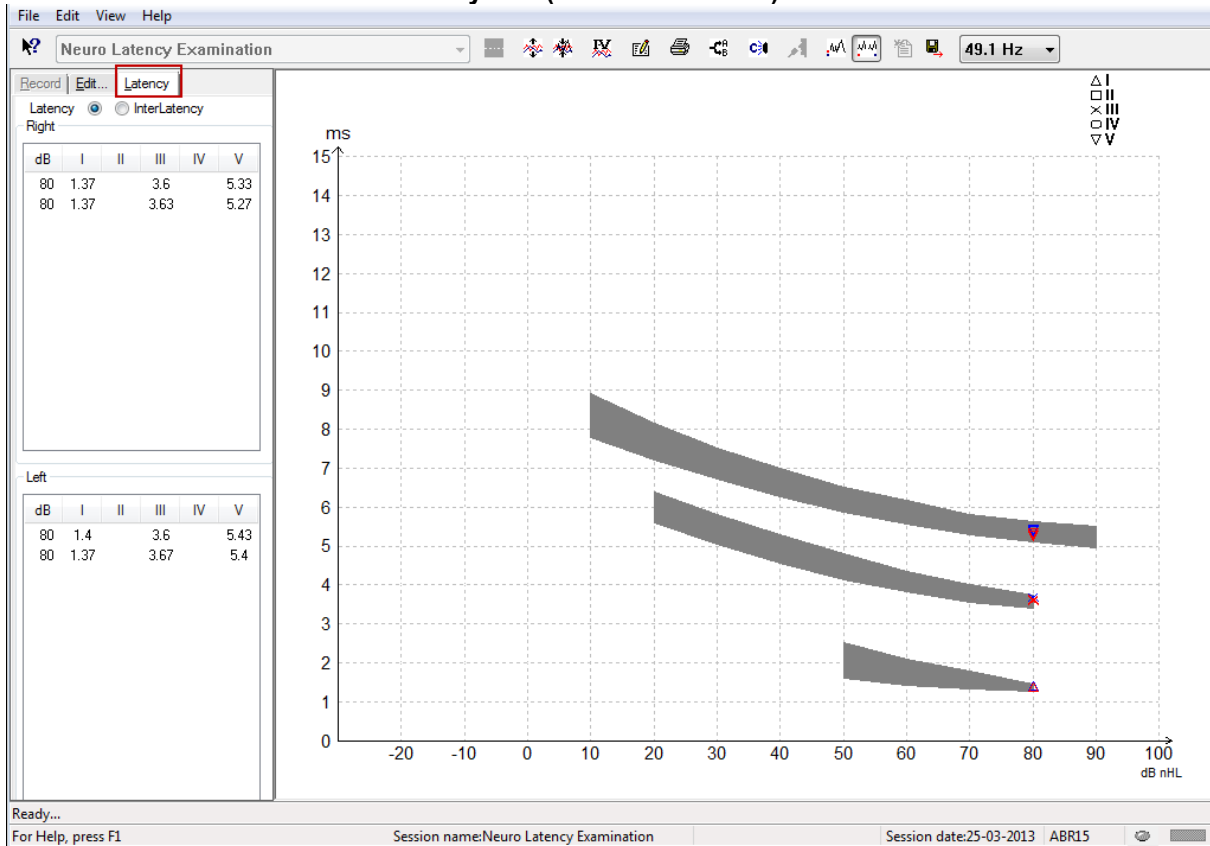 File Edit View Help
Neuro Latency Examination
49.1 Hz
Record Edit... Latency
Latency InterLatency
Right
dB I II III IV V
80 1.37 3.6 5.33
80 1.37 3.63 5.27
Left
dB I II III IV V
80 1.4 3.6 5.43
80 1.37 3.67 5.4
I
II
III
IV
V
ms
15
14
13
12
11
10
9
8
7
6
5
4
3
2
1
0
-20 -10 0 10 20 30 40 50 60 70 80 90 100
dB nHL
Ready...
For Help, press F1 Session name:Neuro Latency Examination Session date:25-03-2013 ABR15